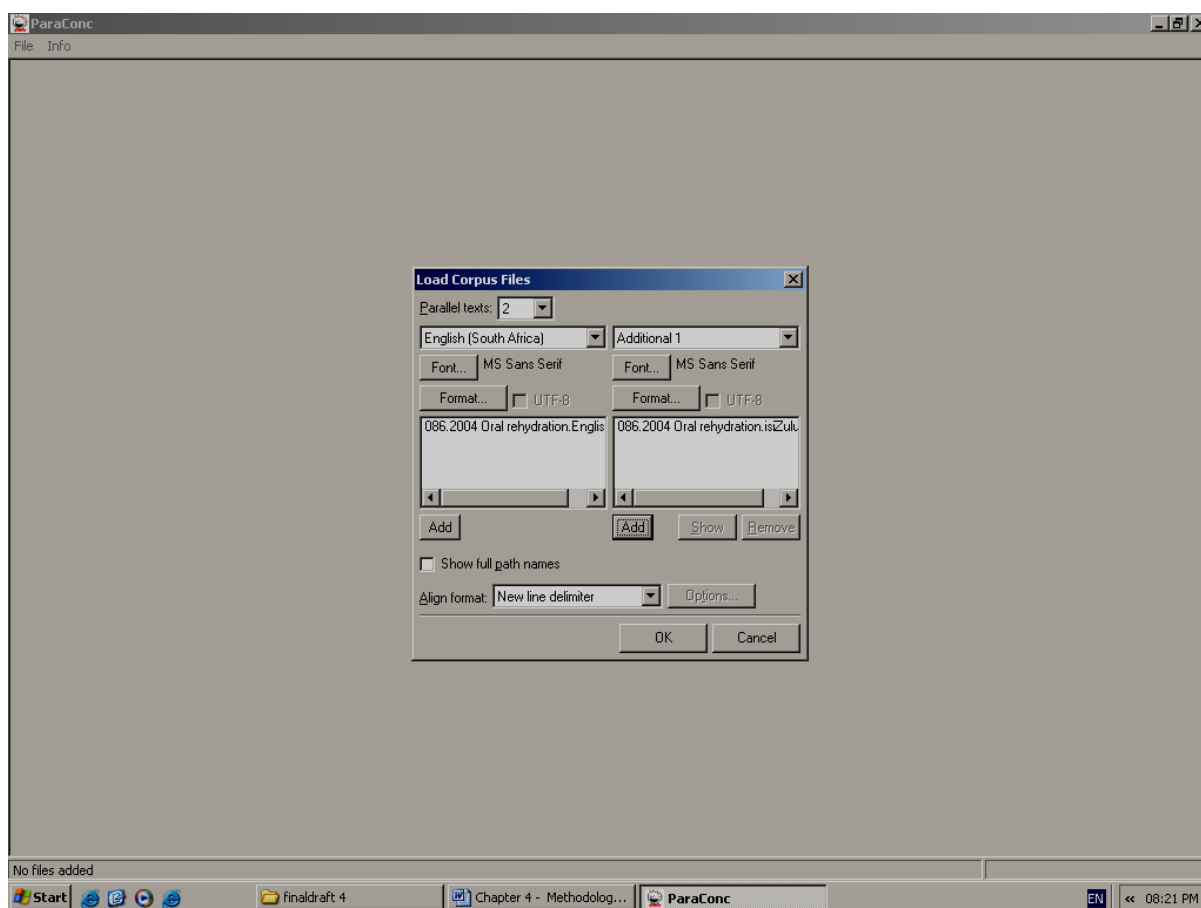 ParaConc
File Info
Load Corpus Files
Parallel texts: 2
English (South Africa) Additional 1
Font... MS Sans Serif Font... MS Sans Serif
Format... UTF-8 Format... UTF-8
086.2004 Oral rehydration.Englis 086.2004 Oral rehydration.isiZulu
Add Add Show Remove
Show full path names
Align format: New line delimiter Options...
OK Cancel
No files added
Start finaldraft 4 Chapter 4 - Methodolog... ParaConc EN « 08:21 PM